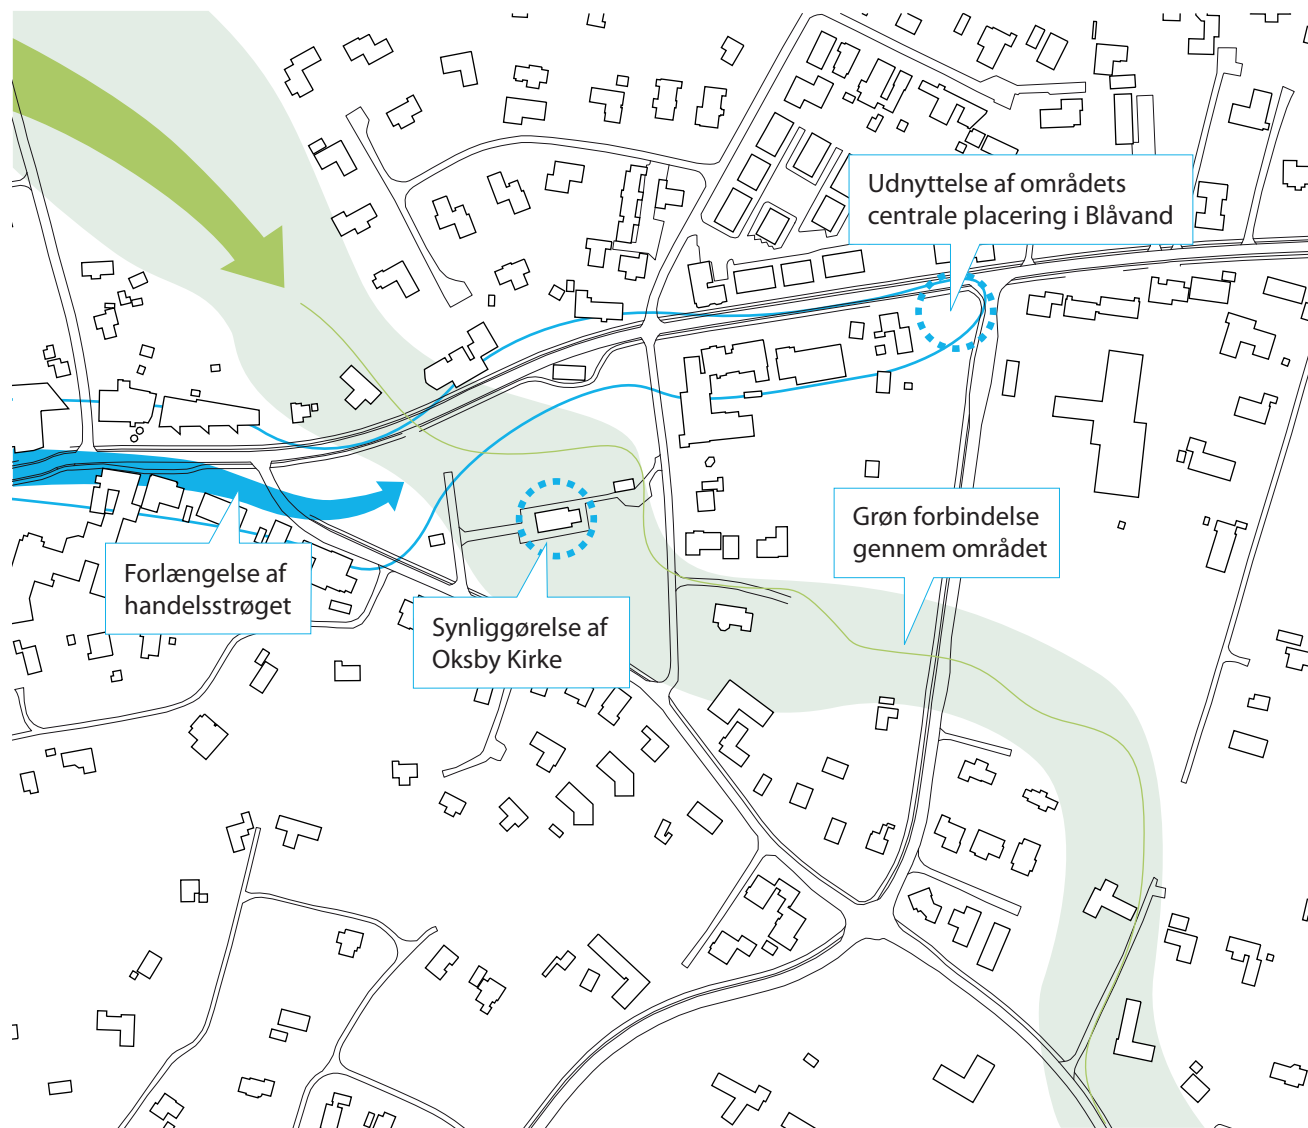 Udnyttelse af områdets
centrale placering i Blåvand
Grøn forbindelse
gennem området
Forlængelse af
handelsstrøget
Synliggørelse af
Oksby Kirke